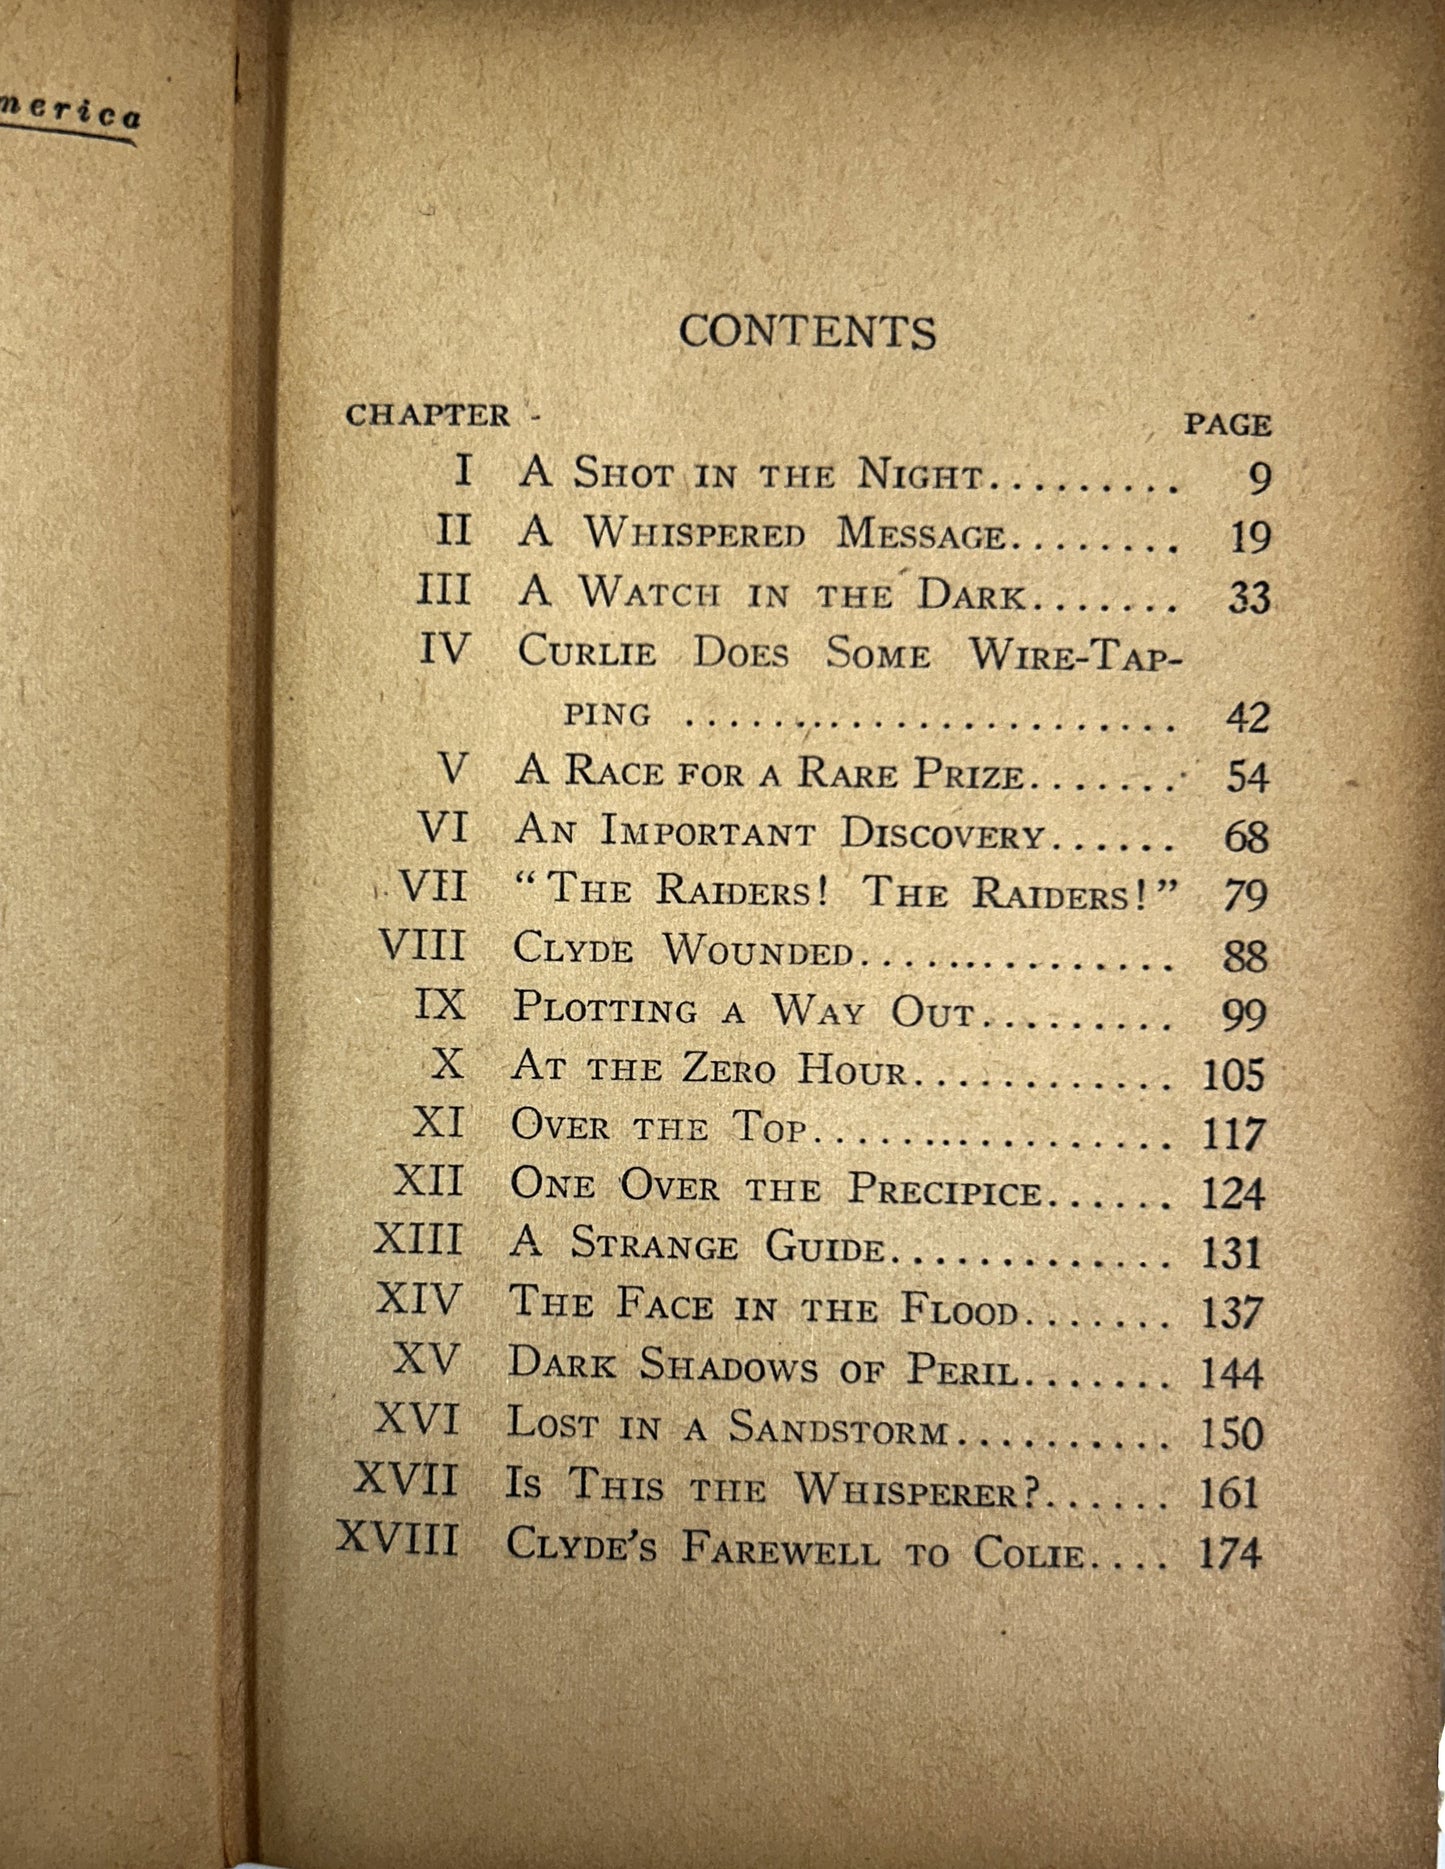 merica
CONTENTS
CHAPTER PAGE
I A SHOT IN THE NIGHT......... 9
II A WHISPERED MESSAGE........ 19
III A WATCH IN THE DARK....... 33
IV CURLIE DOES SOME WIRE-TAP-
PING .......................... 42
V A RACE FOR A RARE PRIZE....... 54
VI AN IMPORTANT DISCOVERY...... 68
VII “THE RAIDERS! THE RAIDERS!” 79
VIII CLYDE WOUNDED............... 88
IX PLOTTING A WAY OUT......... 99
X AT THE ZERO HOUR............ 105
XI OVER THE TOP................. 117
XII ONE OVER THE PRECIPICE...... 124
XIII A STRANGE GUIDE............. 131
XIV THE FACE IN THE FLOOD....... 137
XV DARK SHADOWS OF PERIL....... 144
XVI LOST IN A SANDSTORM.......... 150
XVII IS THIS THE WHISPERER?...... 161
XVIII CLYDE’S FAREWELL TO COLIE.... 174